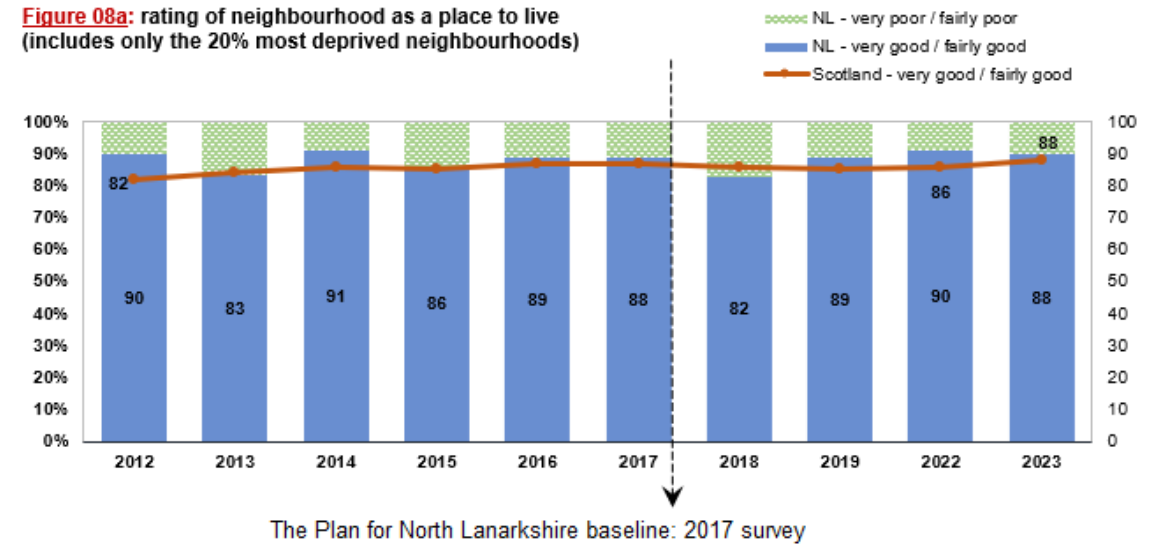 Figure 08a: rating of neighbourhood as a place to live
(includes only the 20% most deprived neighbourhoods)
NL - very poor / fairly poor
NL - very good / fairly good
Scotland - very good / fairly good
100% 100
90% 88 90
80% 82 86 80
70% 70
60% 60
50% 50
40% 90 83 91 86 89 88 82 89 90 88 40
30% 30
20% 20
10% 10
0% 0
2012 2013 2014 2015 2016 2017 2018 2019 2022 2023
The Plan for North Lanarkshire baseline: 2017 survey